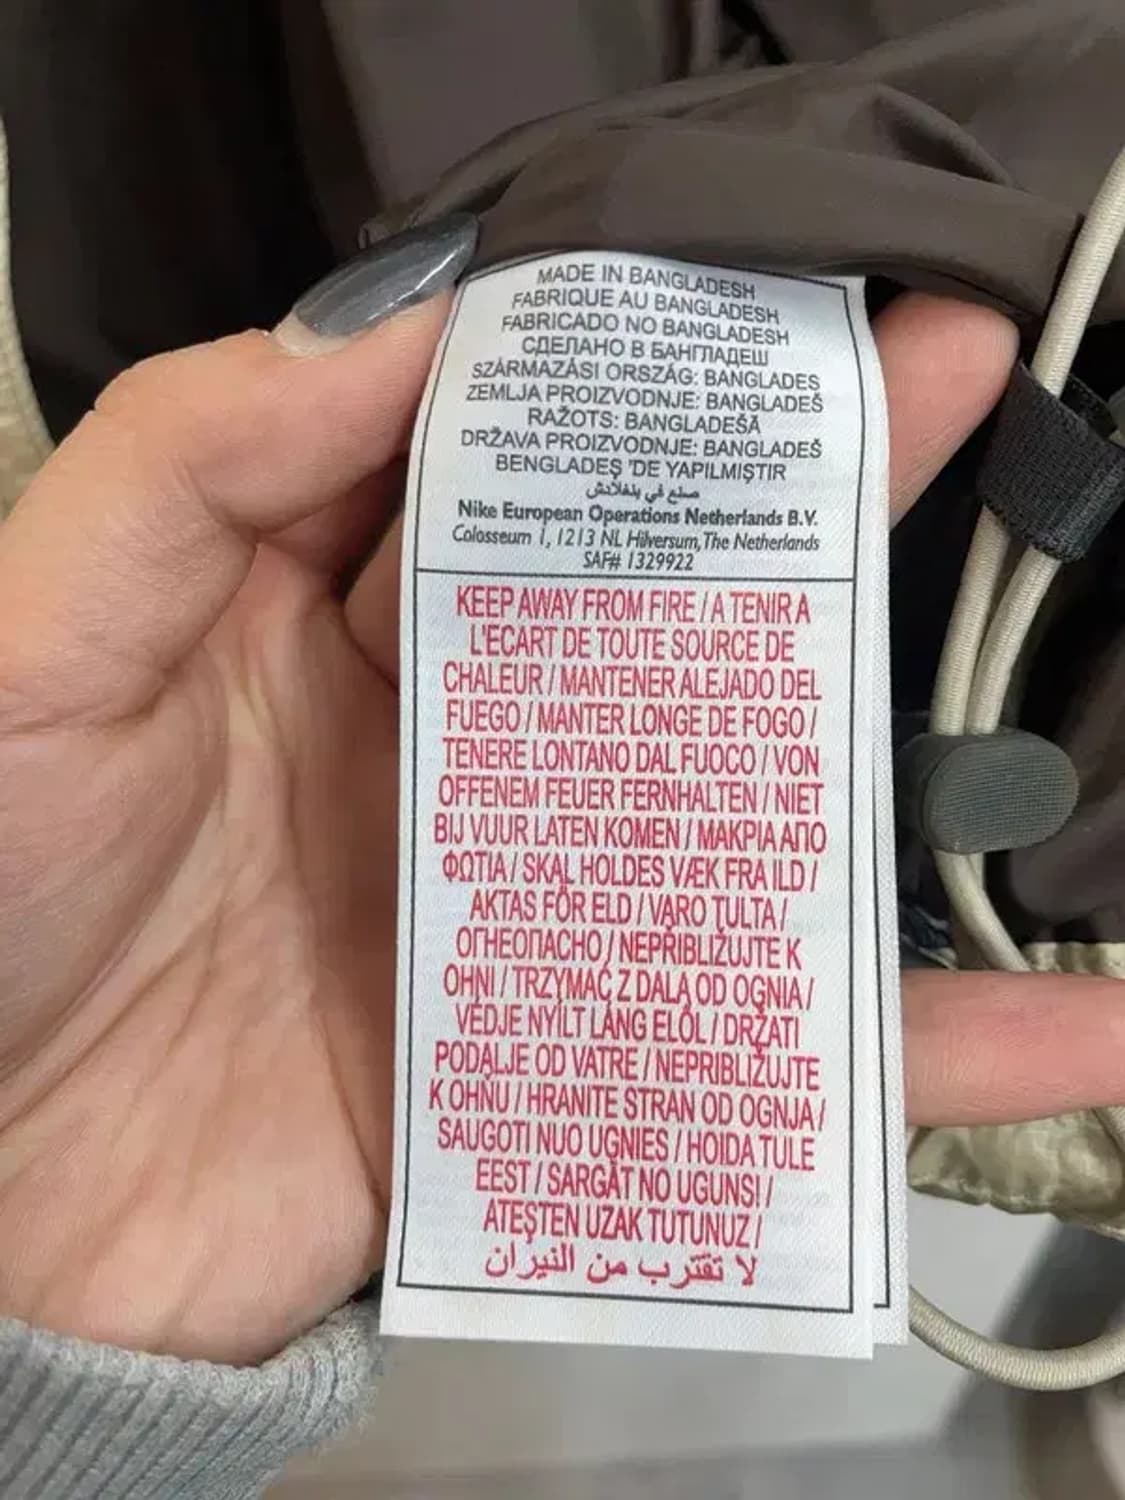 MADE IN BANGLADESH
FABRIQUE AU BANGLADESH
FABRICADO NO BANGLADESH
СДЕЛАНО В БАНГЛАДЕШ
SZÁRMAZÁSI ORSZÁG: BANGLADES
ZEMLJA PROIZVODNJE: BANGLADEŠ
RAŽOTS: BANGLADEŠĀ
DRŽAVA PROIZVODNJE: BANGLADEŠ
BENGLADEŞ 'DE YAPILMIŞTIR
صنع في بنغلادش
Nike European Operations Netherlands B.V.
Colosseum 1, 1213 NL Hilversum, The Netherlands
SAF# 1329922
KEEP AWAY FROM FIRE / A TENIR A
L'ECART DE TOUTE SOURCE DE
CHALEUR / MANTENER ALEJADO DEL
FUEGO / MANTER LONGE DE FOGO /
TENERE LONTANO DAL FUOCO / VON
OFFENEM FEUER FERNHALTEN / NIET
BIJ VUUR LATEN KOMEN / ΜΑΚΡΙΑ ΑΠΟ
ΦΩΤΙΑ / SKAL HOLDES VÆK FRA ILD /
AKTAS FÖR ELD / VARO TULTA /
ОГНЕОПАСНО / NEPŘIBLIŽUJTE K
OHNI / TRZYMAĆ Z DALA OD OGNIA /
VÉDJE NYÍLT LÁNG ELŐL / DRŽATI
PODALJE OD VATRE / NEPRIBLIŽUJTE
K OHŇU / HRANITE STRAN OD OGNJA /
SAUGOTI NUO UGNIES / HOIDA TULE
EEST / SARGĀT NO UGUNS! /
ATEŞTEN UZAK TUTUNUZ /
لا تقترب من النيران